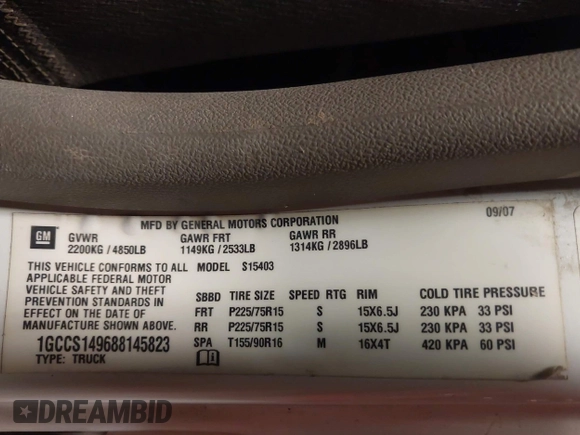 GM
MFD BY GENERAL MOTORS CORPORATION
09/07
GVWR GAWR FRT GAWR RR
2200KG / 4850LB 1149KG / 2533LB 1314KG / 2896LB
THIS VEHICLE CONFORMS TO ALL
APPLICABLE FEDERAL MOTOR
VEHICLE SAFETY AND THEFT
PREVENTION STANDARDS IN
EFFECT ON THE DATE OF
MANUFACTURE SHOWN ABOVE.
1GCCS149688145823
TYPE: TRUCK
MODEL S15403
SBBD TIRE SIZE SPEED RTG RIM COLD TIRE PRESSURE
FRT P225/75R15 S 15X6.5J 230 KPA 33 PSI
RR P225/75R15 S 15X6.5J 230 KPA 33 PSI
SPA T155/90R16 M 16X4T 420 KPA 60 PSI
DREAMBID